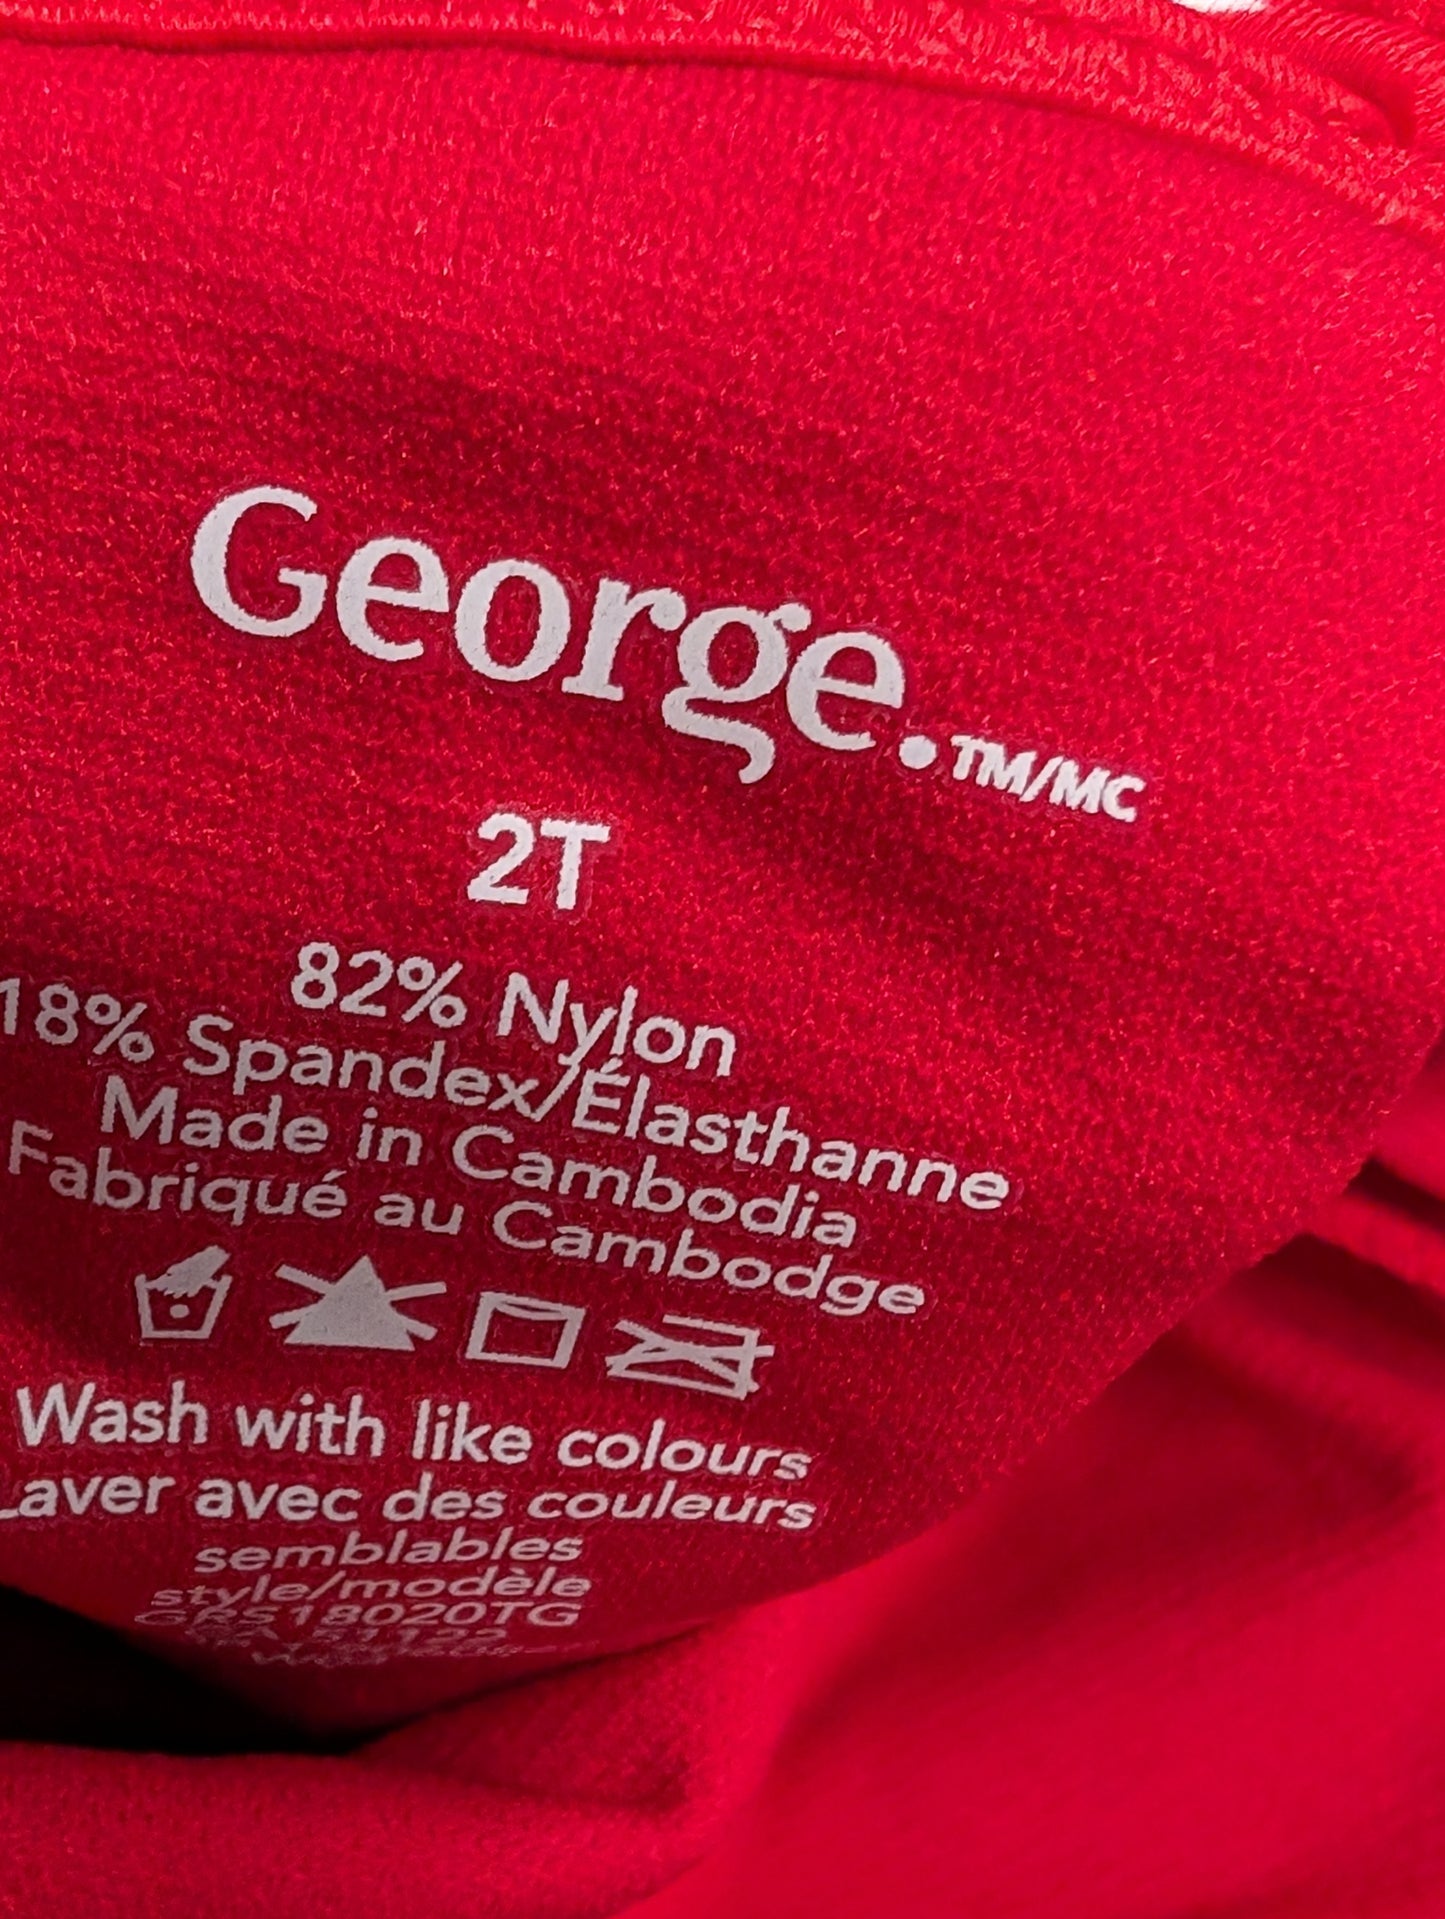 George.™/MC
2T
82% Nylon
18% Spandex/Élasthanne
Made in Cambodia
Fabriqué au Cambodge
Wash with like colours
Laver avec des couleurs
semblables
style/modèle